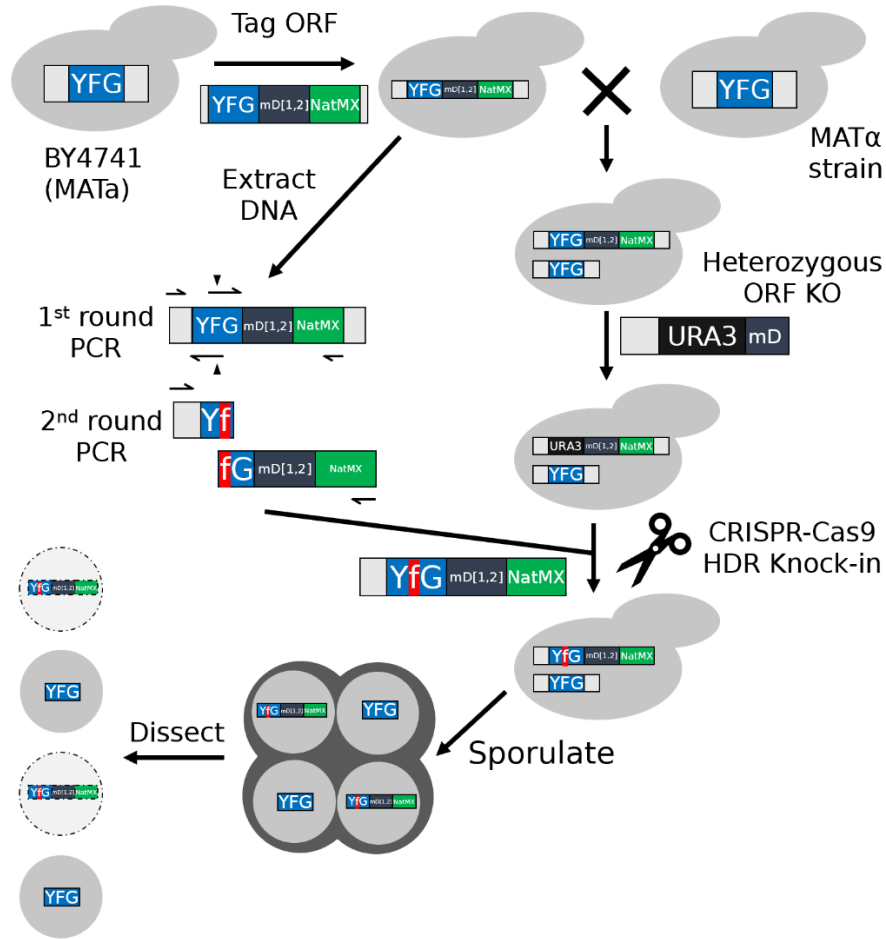 Tag ORF
YFG
YFG mD[1,2] NatMX
YFG mD[1,2] NatMX
YFG
BY4741
(MATa)
MATα
strain
Extract
DNA
YFG mD[1,2] NatMX
YFG
Heterozygous
ORF KO
URA3 mD
1st round
PCR
YFG mD[1,2] NatMX
2nd round
PCR
Yf
fG mD[1,2] NatMX
URA3 mD[1,2] NatMX
YFG
CRISPR-Cas9
HDR Knock-in
YfG mD[1,2] NatMX
YfG mD[1,2] NatMX
YFG
YfG mD[1,2] NatMX
YFG
YfG mD[1,2] NatMX
YFG
YFG
YfG mD[1,2] NatMX
Dissect
Sporulate
YfG mD[1,2] NatMX
YFG